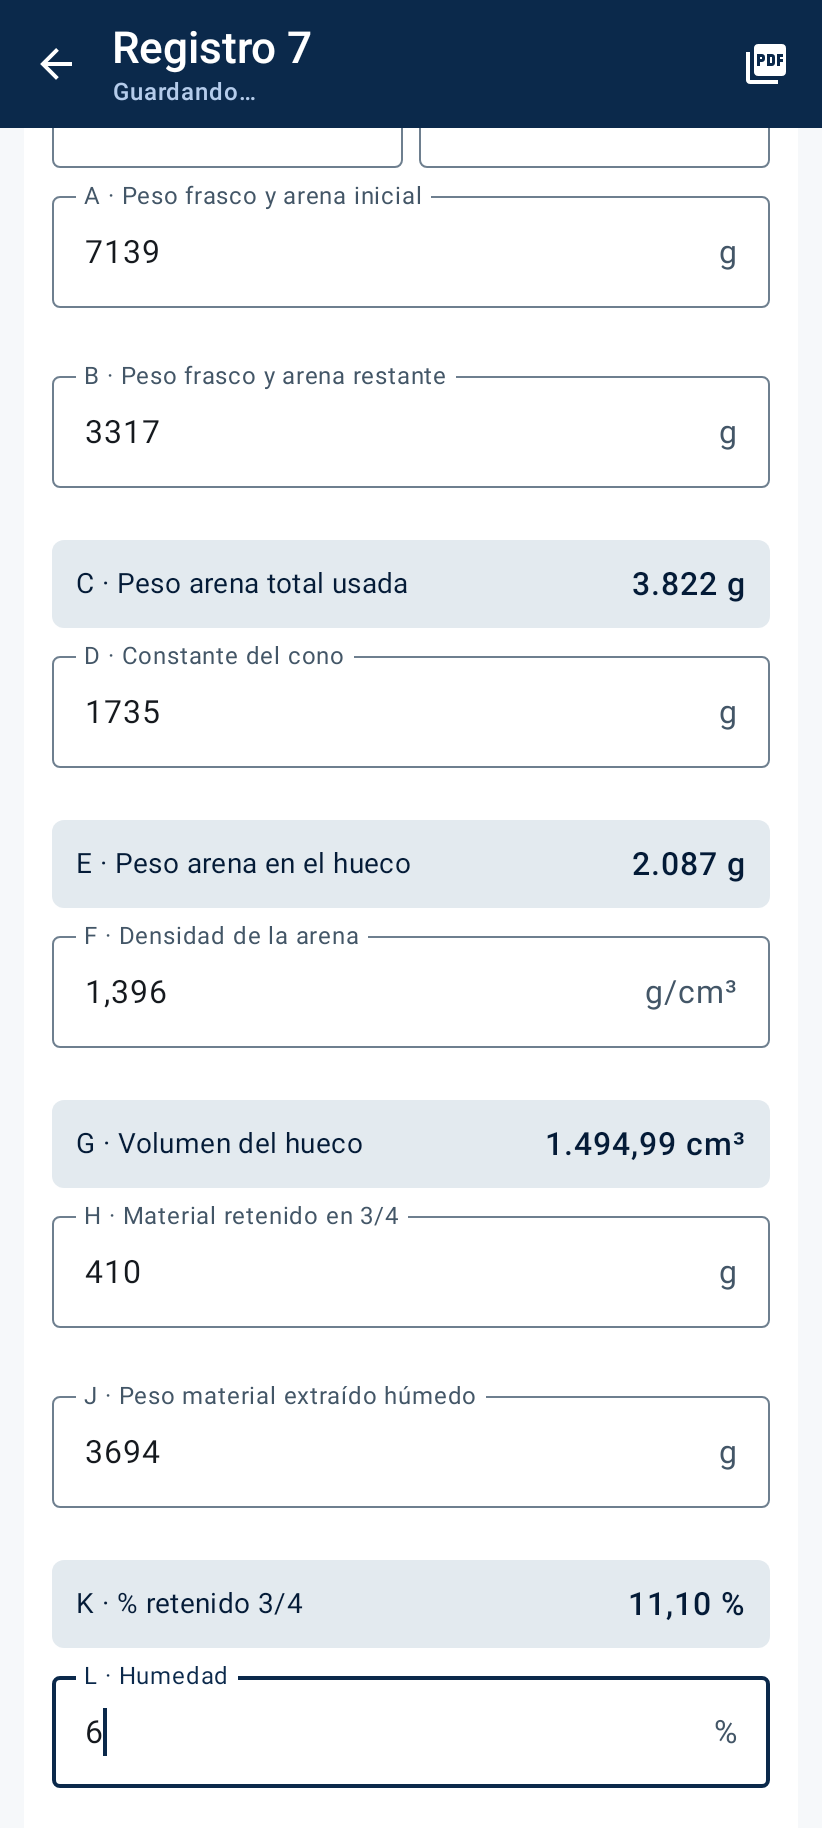 Registro 7
Guardando...
PDF
A · Peso frasco y arena inicial
7139 g
B · Peso frasco y arena restante
3317 g
C · Peso arena total usada 3.822 g
D · Constante del cono
1735 g
E · Peso arena en el hueco 2.087 g
F · Densidad de la arena
1,396 g/cm³
G · Volumen del hueco 1.494,99 cm³
H · Material retenido en 3/4
410 g
J · Peso material extraído húmedo
3694 g
K · % retenido 3/4 11,10 %
L · Humedad
6 %